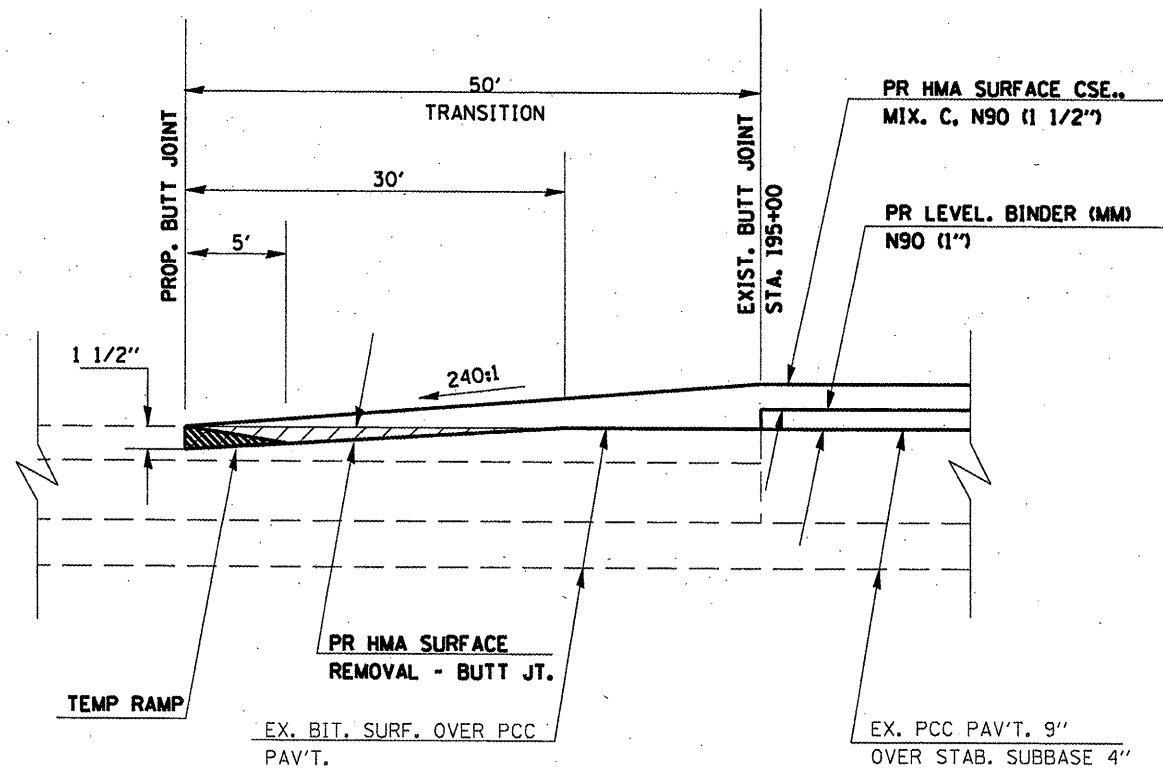 50'
TRANSITION
30'
5'
PROP. BUTT JOINT
EXIST. BUTT JOINT
STA. 195+00
PR HMA SURFACE CSE.,
MIX. C, N90 (1 1/2")
PR LEVEL. BINDER (MM)
N90 (1")
1 1/2"
240:1
PR HMA SURFACE
REMOVAL - BUTT JT.
TEMP RAMP
EX. BIT. SURF. OVER PCC
PAV'T.
EX. PCC PAV'T. 9"
OVER STAB. SUBBASE 4"